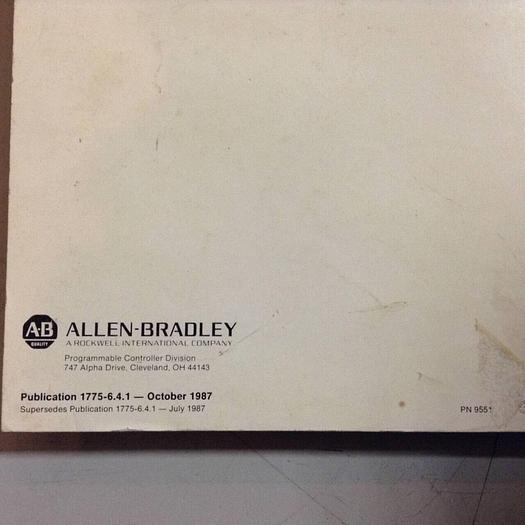 A-B
QUALITY
ALLEN-BRADLEY
A ROCKWELL INTERNATIONAL COMPANY
Programmable Controller Division
747 Alpha Drive, Cleveland, OH 44143
Publication 1775-6.4.1 — October 1987
Supersedes Publication 1775-6.4.1 — July 1987
PN